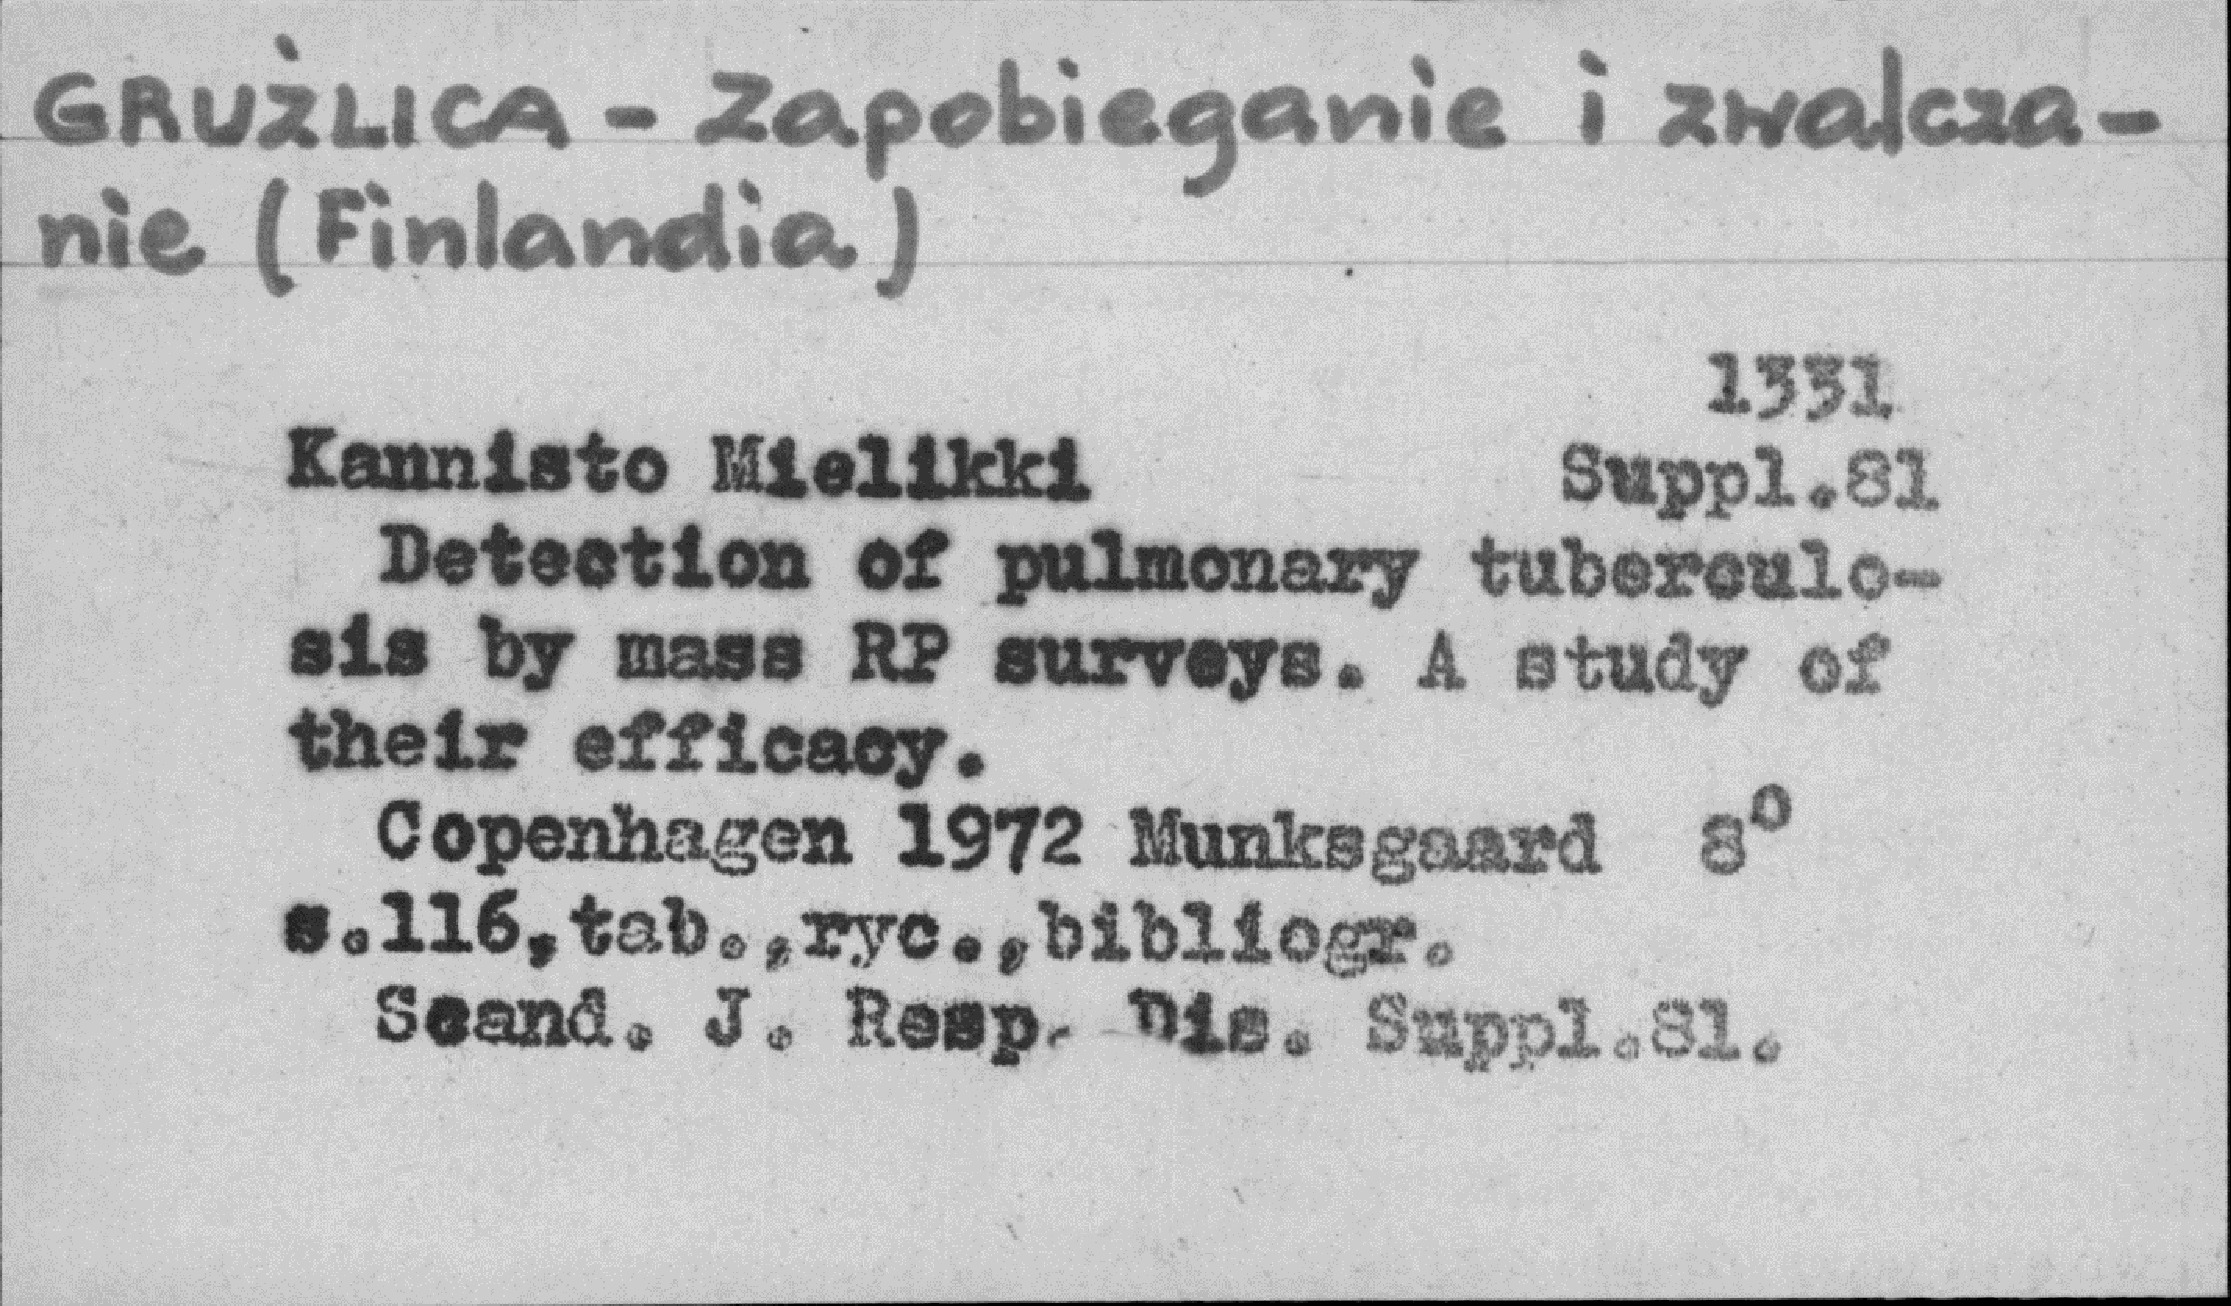 GRUŹLICA - Zapobieganie i zwalcza-
nie (Finlandia)
1331
Kannisto Mielikki Suppl.81
Detection of pulmonary tuberculo-
sis by mass RP surveys. A study of
their efficacy.
Copenhagen 1972 Munksgaard 8⁰
s.116,tab.,ryc.,bibliogr.
Scand. J. Resp. Dis. Suppl.81.